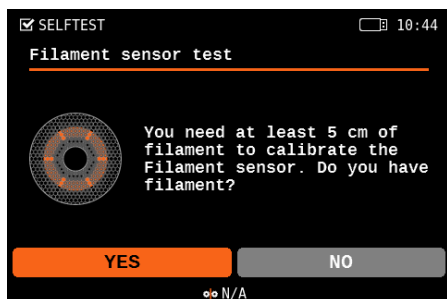 SELFTEST
10:44
Filament sensor test
You need at least 5 cm of
filament to calibrate the
Filament sensor. Do you have
filament?
YES
NO
N/A